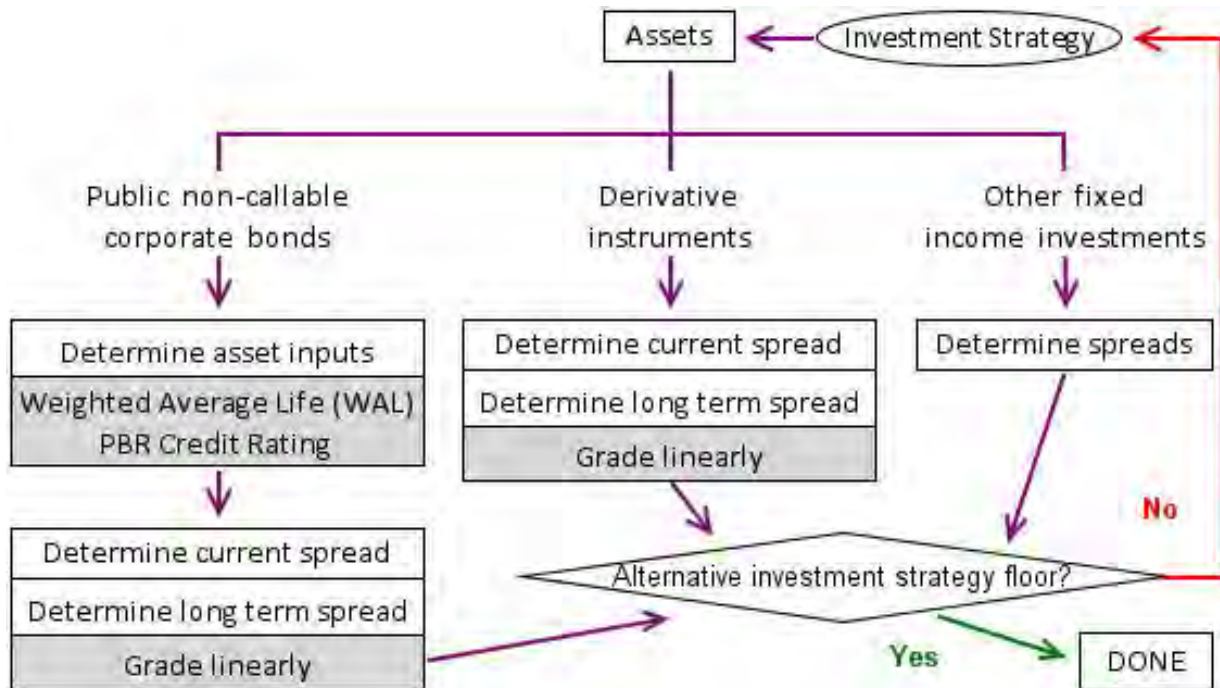 Assets
Investment Strategy
Public non-callable
corporate bonds
Derivative
instruments
Other fixed
income investments
Determine asset inputs
Weighted Average Life (WAL)
PBR Credit Rating
Determine current spread
Determine long term spread
Grade linearly
Determine spreads
Determine current spread
Determine long term spread
Grade linearly
Alternative investment strategy floor?
No
Yes
DONE